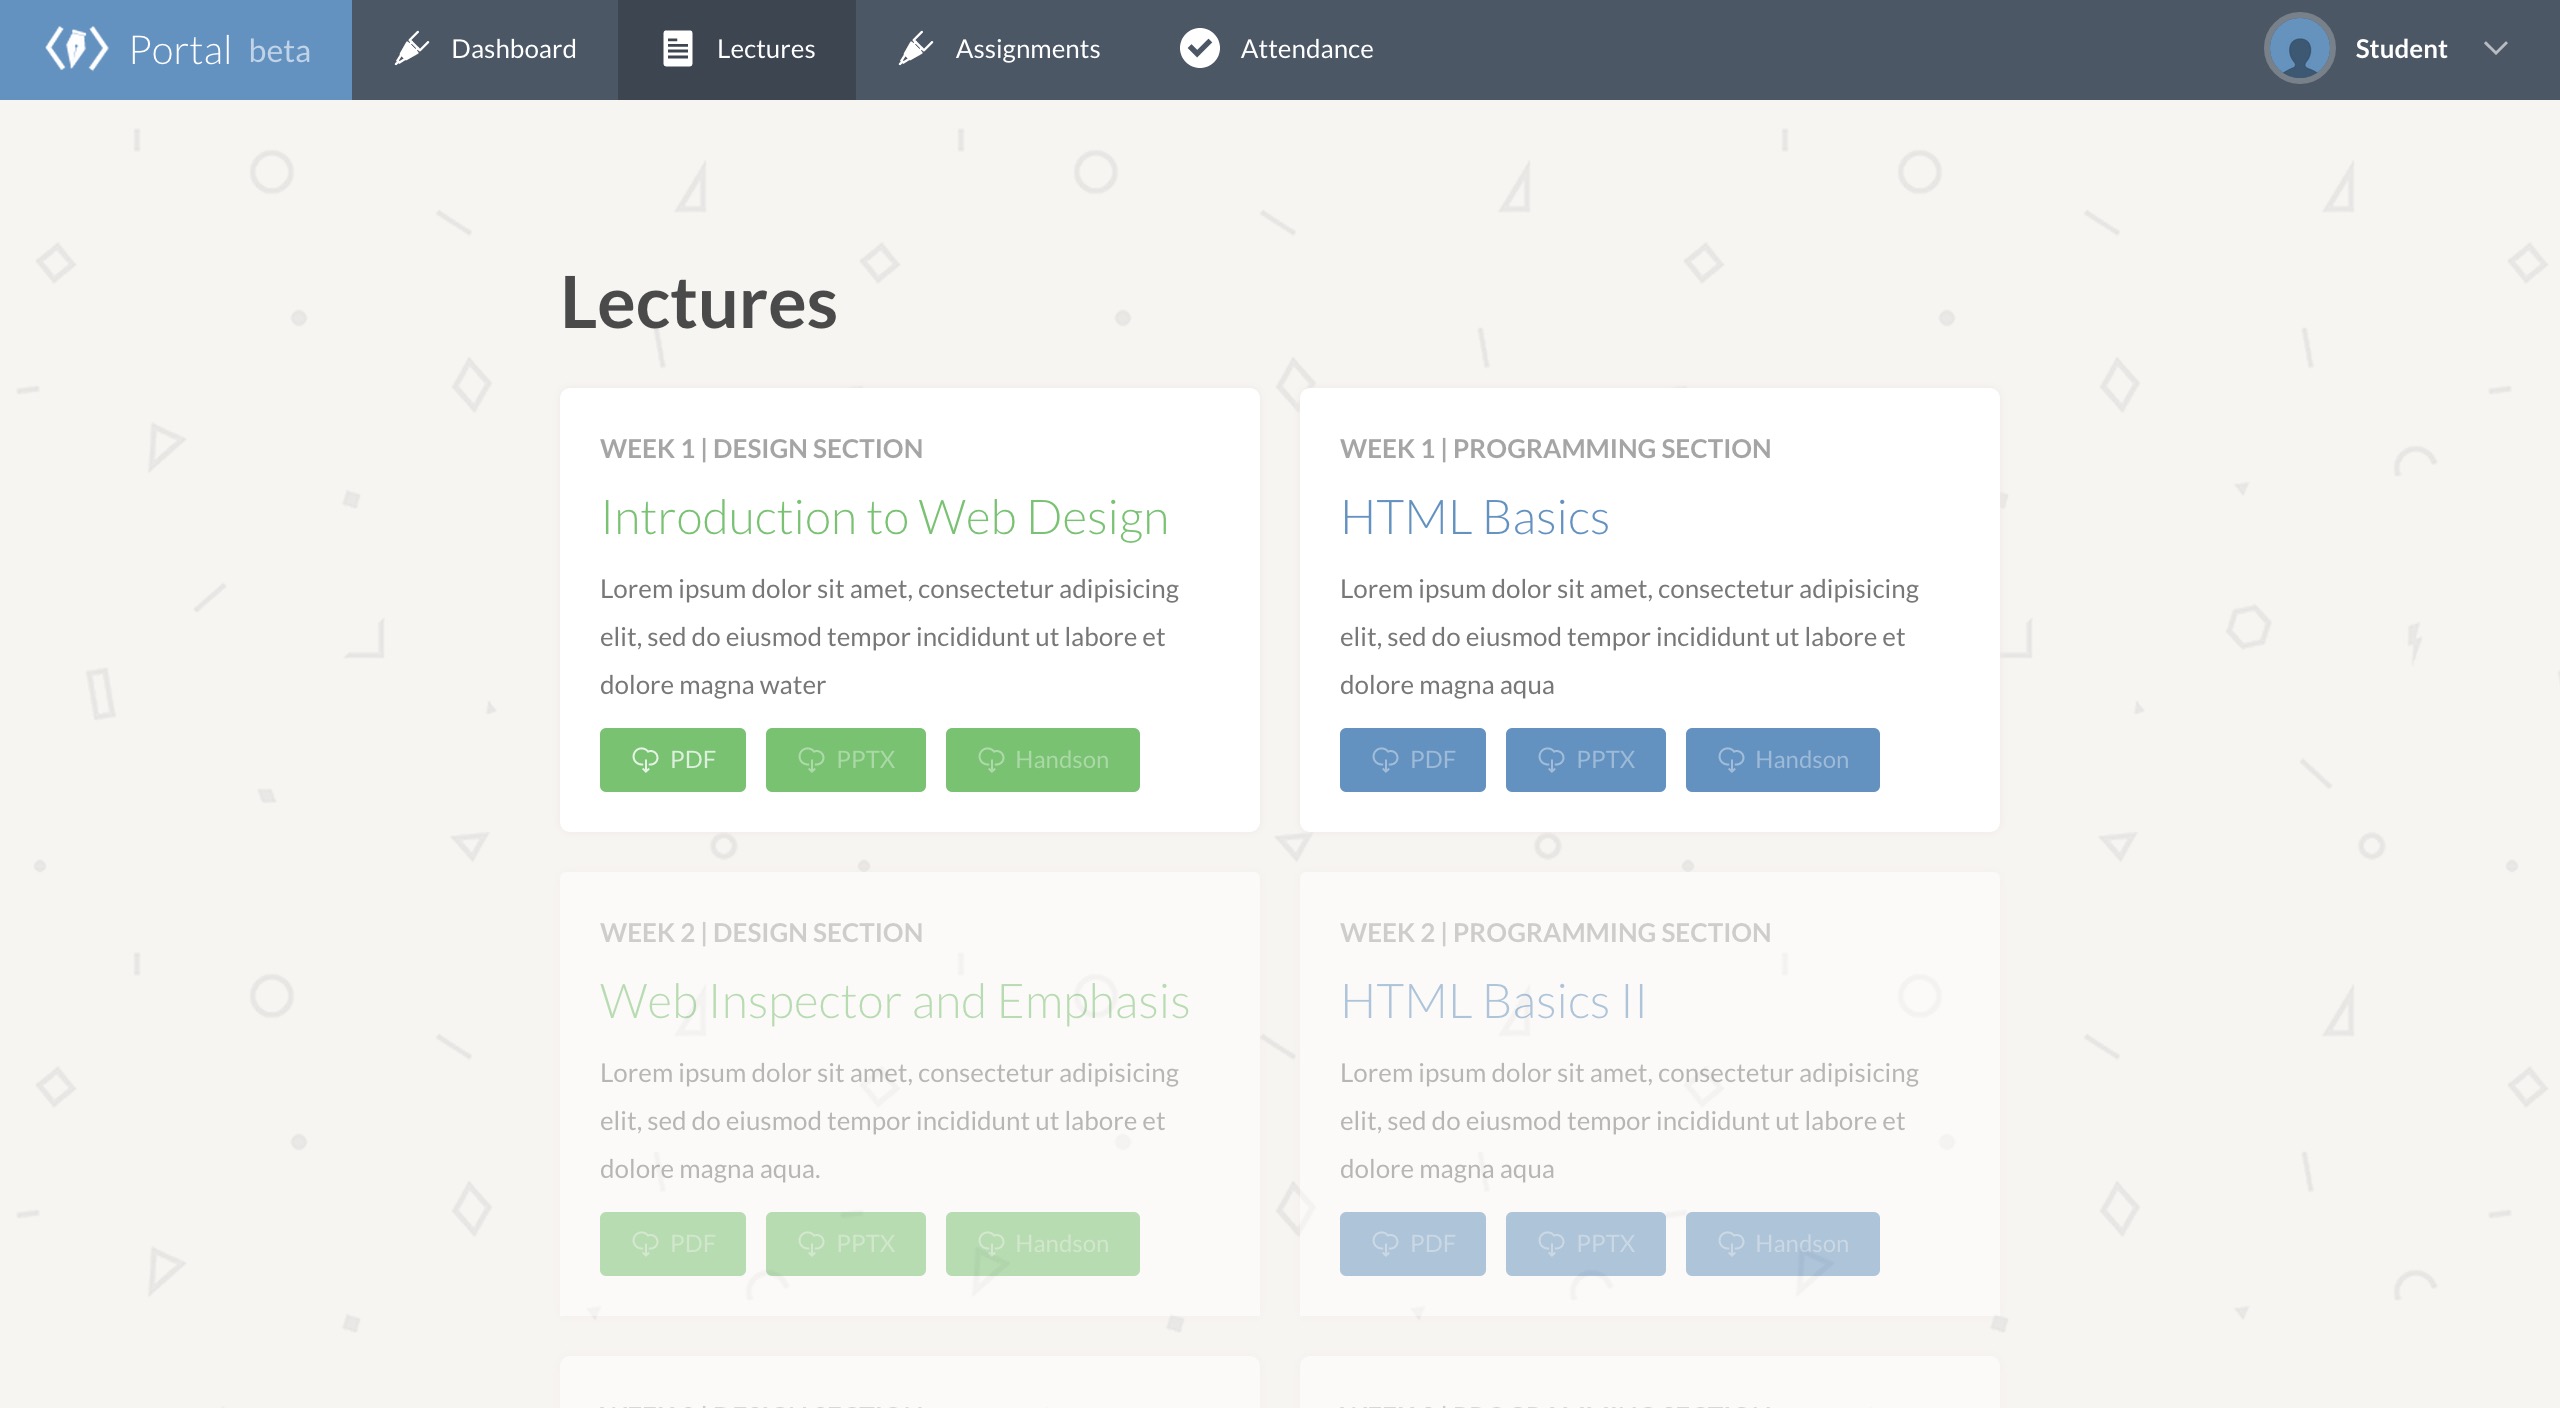 Portal beta
Dashboard
Lectures
Assignments
Attendance
Student
Lectures
WEEK 1 | DESIGN SECTION
Introduction to Web Design
Lorem ipsum dolor sit amet, consectetur adipisicing
elit, sed do eiusmod tempor incididunt ut labore et
dolore magna water
PDF
PPTX
Handson
WEEK 1 | PROGRAMMING SECTION
HTML Basics
Lorem ipsum dolor sit amet, consectetur adipisicing
elit, sed do eiusmod tempor incididunt ut labore et
dolore magna aqua
PDF
PPTX
Handson
WEEK 2 | DESIGN SECTION
Web Inspector and Emphasis
Lorem ipsum dolor sit amet, consectetur adipisicing
elit, sed do eiusmod tempor incididunt ut labore et
dolore magna aqua.
PDF
PPTX
Handson
WEEK 2 | PROGRAMMING SECTION
HTML Basics II
Lorem ipsum dolor sit amet, consectetur adipisicing
elit, sed do eiusmod tempor incididunt ut labore et
dolore magna aqua
PDF
PPTX
Handson